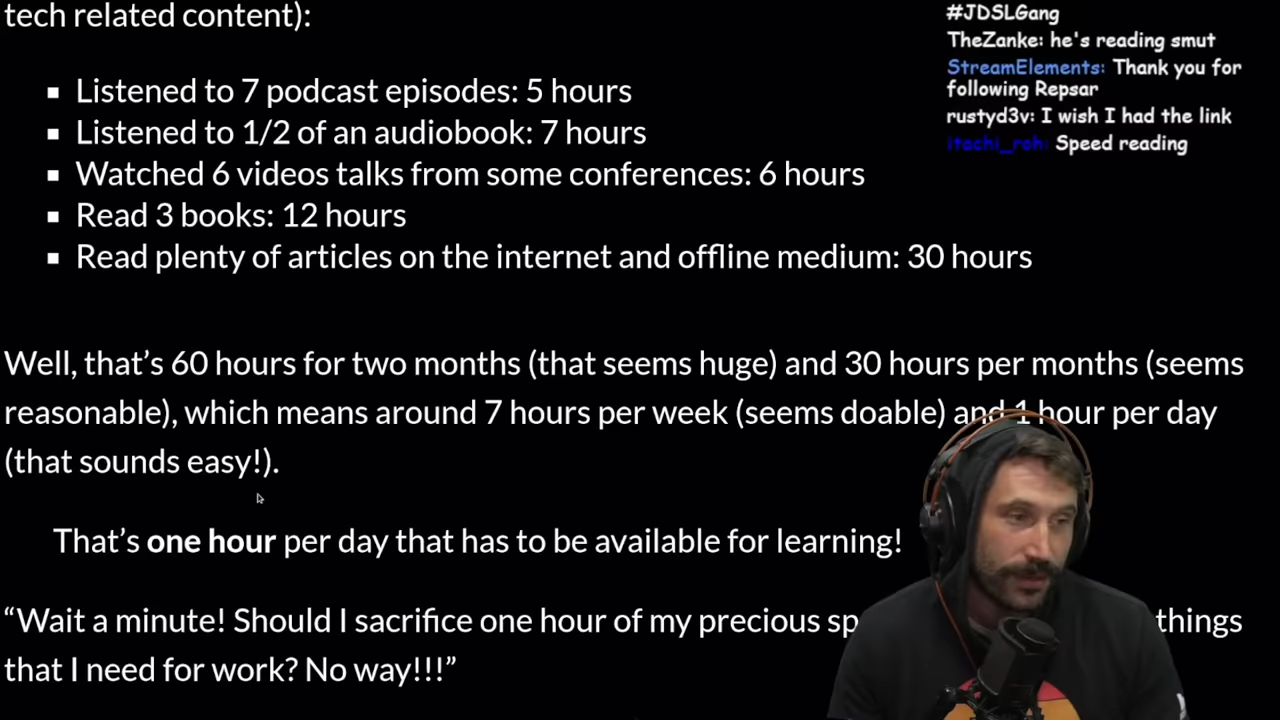 tech related content):
#JDSLGang
TheZanke: he's reading smut
StreamElements: Thank you for
following Repsar
rustyd3v: I wish I had the link
itachi_roh: Speed reading
Listened to 7 podcast episodes: 5 hours
Listened to 1/2 of an audiobook: 7 hours
Watched 6 videos talks from some conferences: 6 hours
Read 3 books: 12 hours
Read plenty of articles on the internet and offline medium: 30 hours
Well, that’s 60 hours for two months (that seems huge) and 30 hours per months (seems
reasonable), which means around 7 hours per week (seems doable) and 1 hour per day
(that sounds easy!).
That’s one hour per day that has to be available for learning!
“Wait a minute! Should I sacrifice one hour of my precious things
that I need for work? No way!!!”